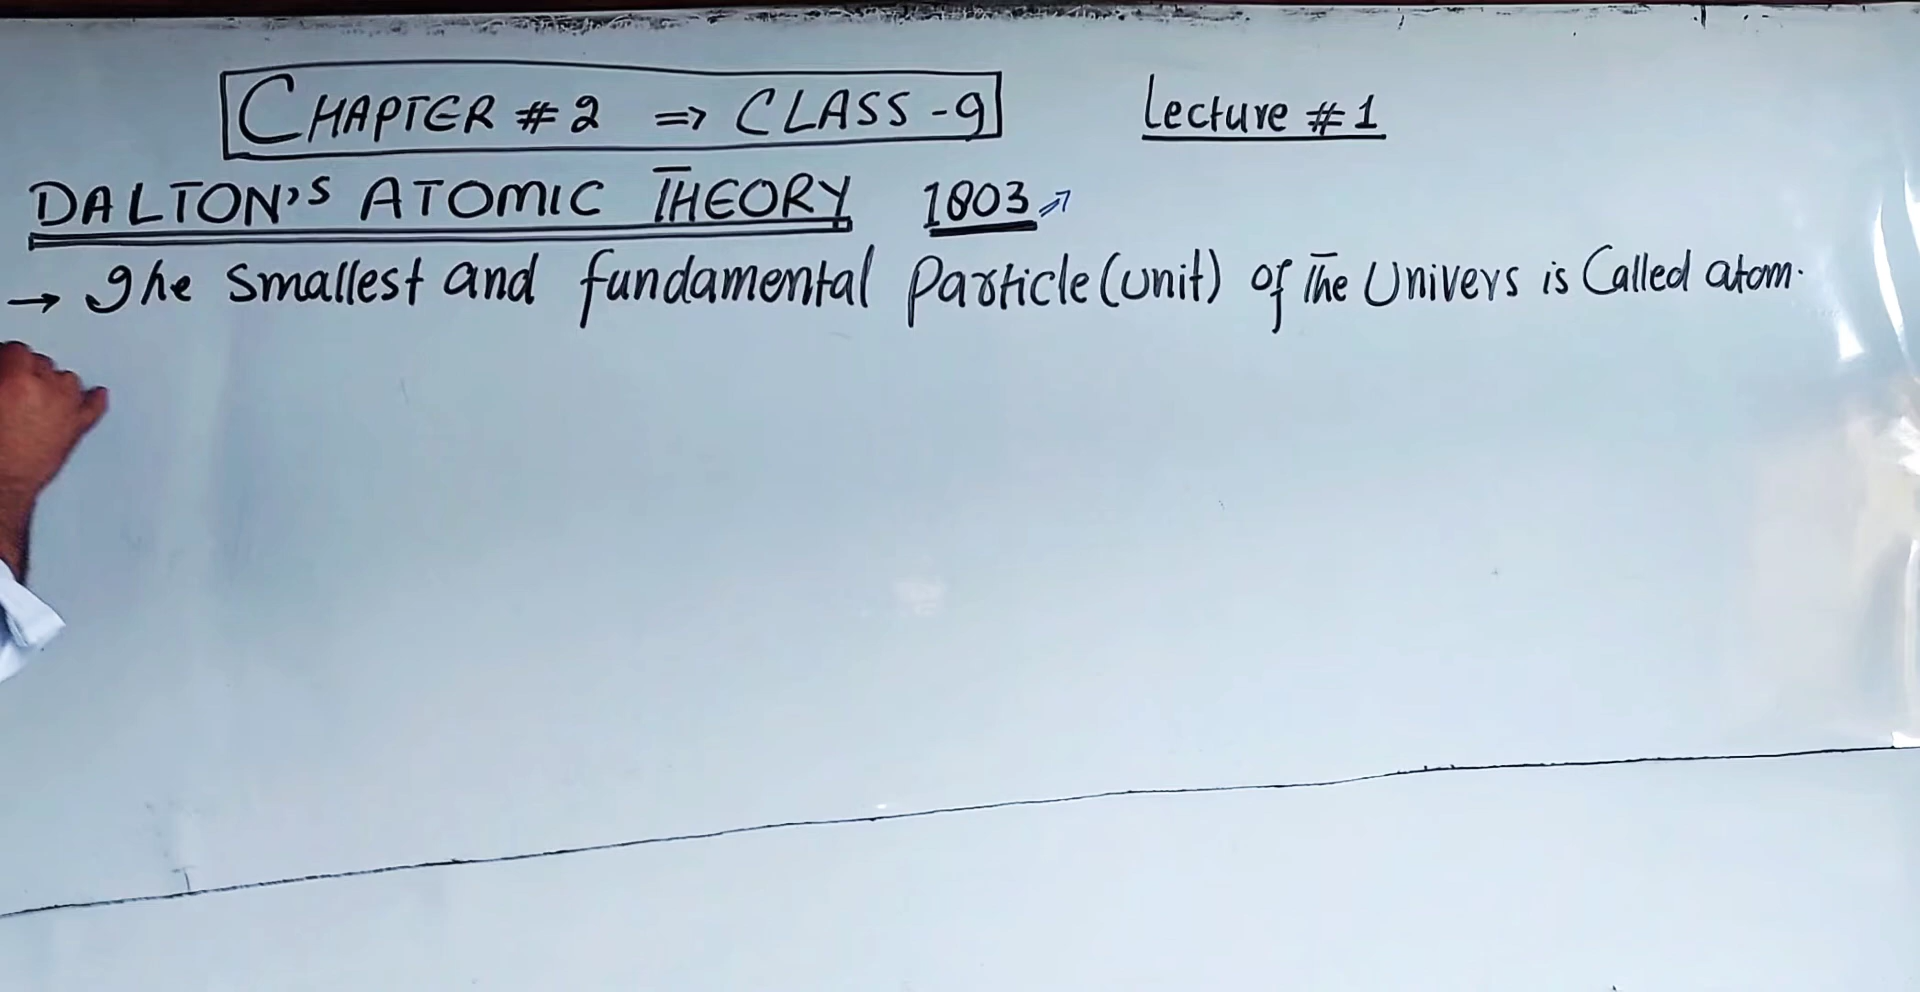 CHAPTER # 2 ⇒ CLASS - 9 Lecture # 1
DALTON'S ATOMIC THEORY 1803 ⇒
→ The Smallest and fundamental Particle (unit) of The Univers is Called atom.